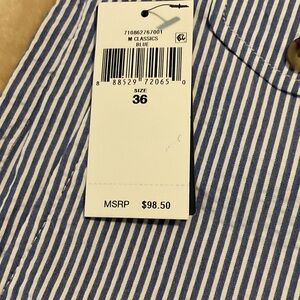 710862767001
M CLASSICS
BLUE
8 88529 72065 0
SIZE
36
MSRP $98.50